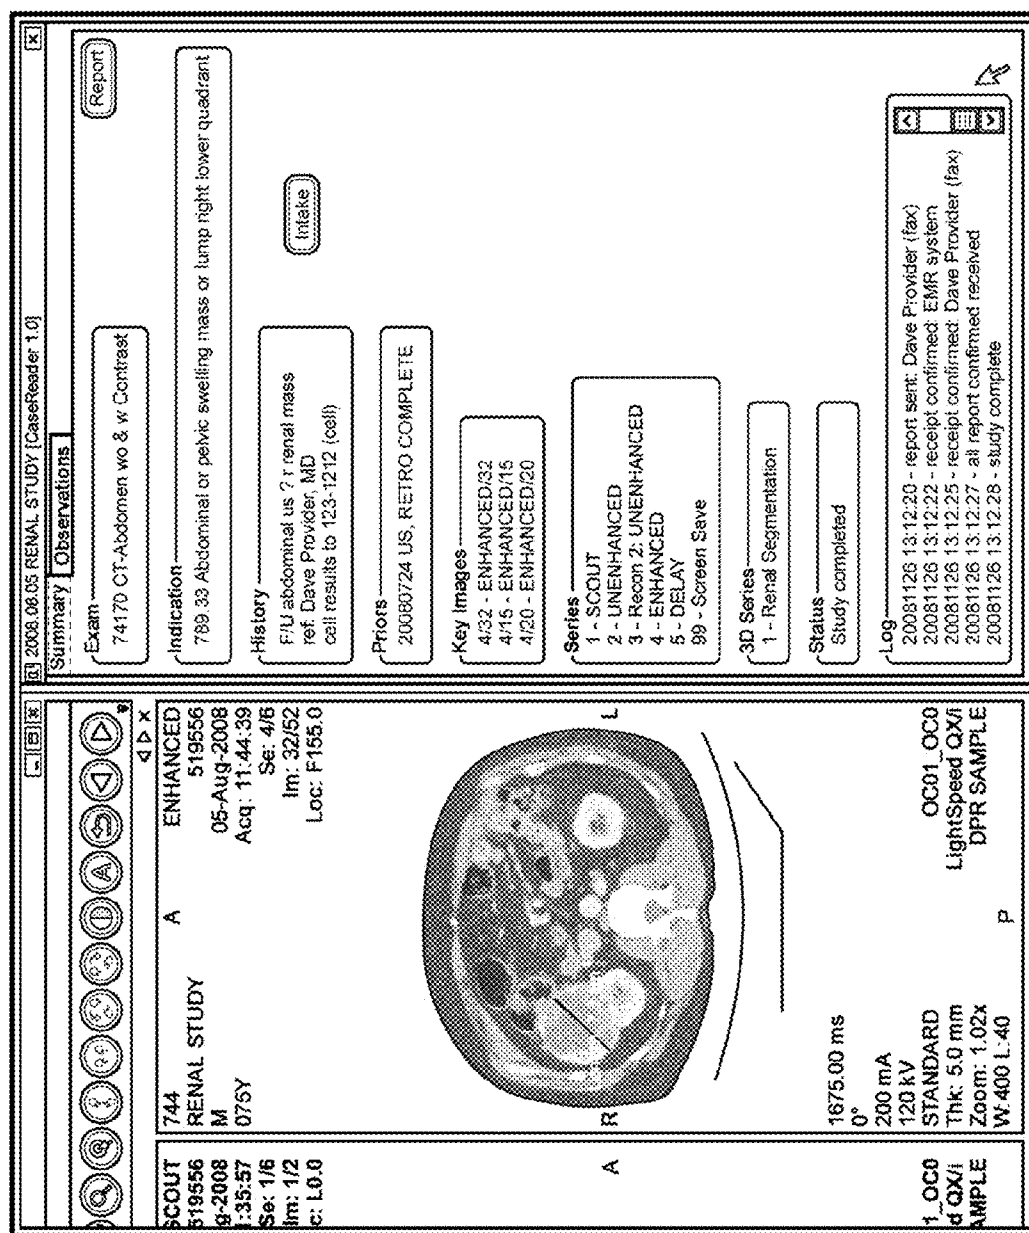 2008.08.05 RENAL STUDY [CaseReader 1.0]
SCOUT
519556
g-2008
1:35:57
Se: 1/6
Im: 1/2
c: L0.0
A
1_OC0
d QX/i
AMPLE
744
RENAL STUDY
M
075Y
A
ENHANCED
519556
05-Aug-2008
Acq: 11:44:39
Se: 4/6
Im: 32/52
Loc: F155.0
R
L
1675.00 ms
0°
200 mA
120 kV
STANDARD
Thk: 5.0 mm
Zoom: 1.02x
W:400 L:40
P
OC01_OC0
LightSpeed QX/i
DPR SAMPLE
Summary Observations
Report
Exam
74170 CT-Abdomen wo & w Contrast
Indication
789.33 Abdominal or pelvic swelling mass or lump right lower quadrant
History
F/U abdominal us ? r renal mass
ref. Dave Provider, MD
cell results to 123-1212 (cell)
Intake
Priors
20080724 US, RETRO COMPLETE
Key Images
4/32 - ENHANCED/32
4/15 - ENHANCED/15
4/20 - ENHANCED/20
Series
1 - SCOUT
2 - UNENHANCED
3 - Recon 2: UNENHANCED
4 - ENHANCED
5 - DELAY
99 - Screen Save
3D Series
1 - Renal Segmentation
Status
Study completed
Log
20081126 13:12:20 - report sent: Dave Provider (fax)
20081126 13:12:22 - receipt confirmed: EMR system
20081126 13:12:25 - receipt confirmed: Dave Provider (fax)
20081126 13:12:27 - all report confirmed received
20081126 13:12:28 - study complete